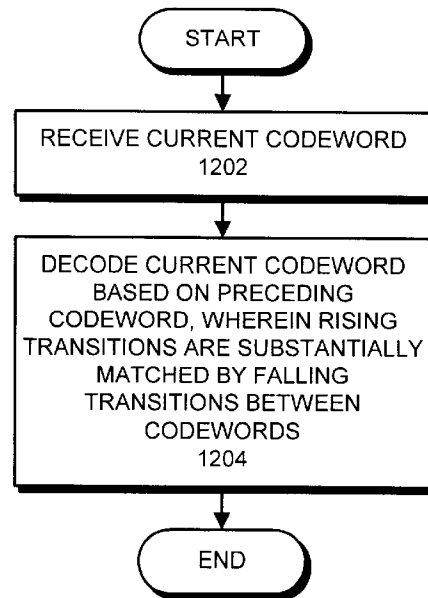 START
RECEIVE CURRENT CODEWORD
1202
DECODE CURRENT CODEWORD
BASED ON PRECEDING
CODEWORD, WHEREIN RISING
TRANSITIONS ARE SUBSTANTIALLY
MATCHED BY FALLING
TRANSITIONS BETWEEN
CODEWORDS
1204
END